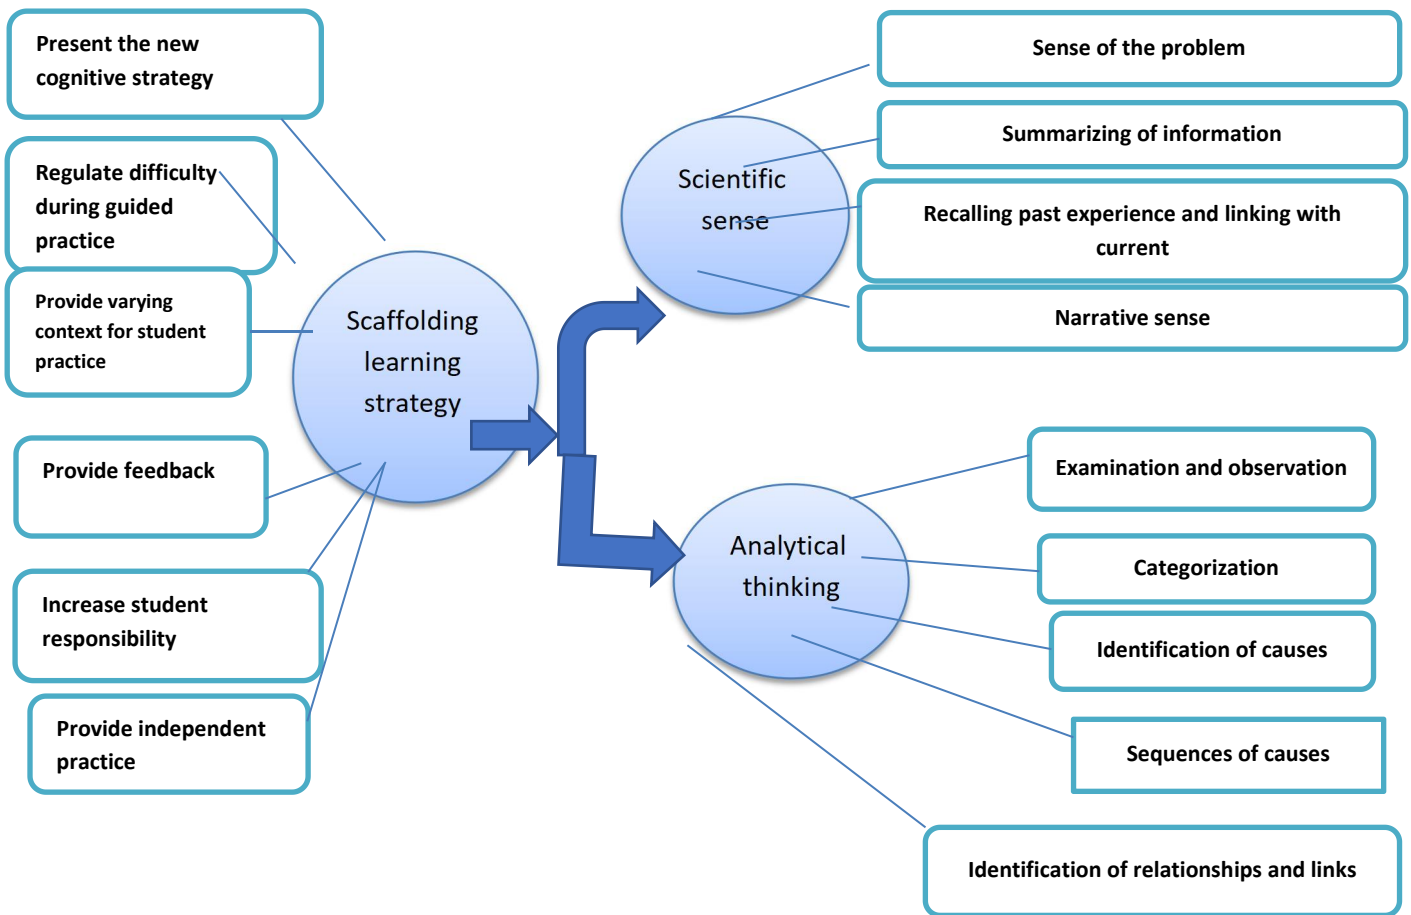 Present the new
cognitive strategy
Regulate difficulty
during guided
practice
Provide varying
context for student
practice
Provide feedback
Increase student
responsibility
Provide independent
practice
Scaffolding
learning
strategy
Scientific
sense
Sense of the problem
Summarizing of information
Recalling past experience and linking with
current
Narrative sense
Analytical
thinking
Examination and observation
Categorization
Identification of causes
Sequences of causes
Identification of relationships and links